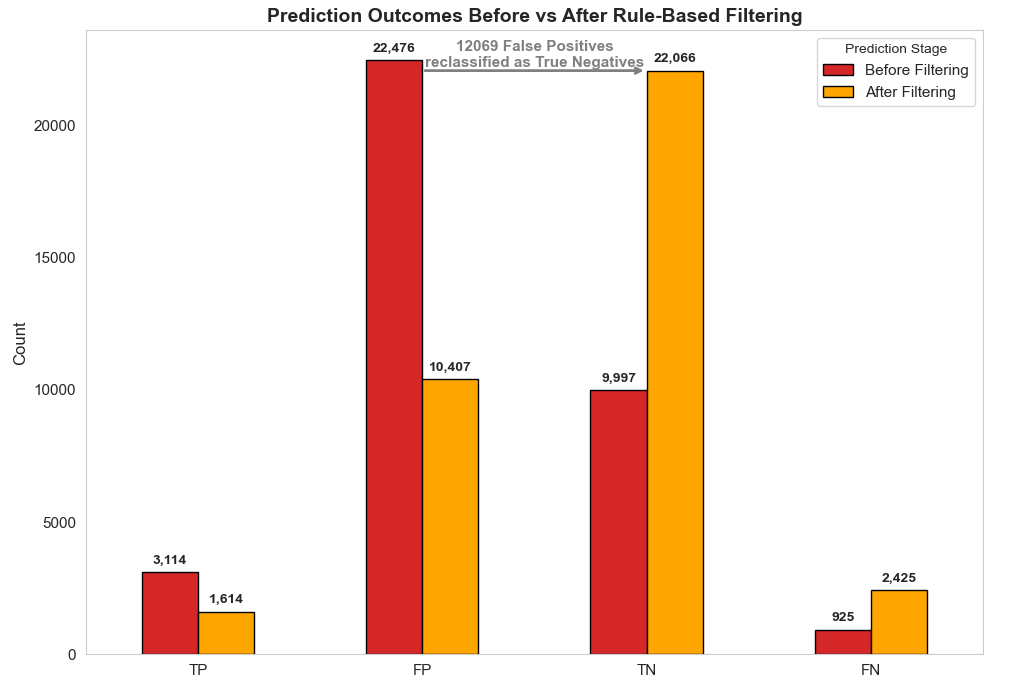 Prediction Outcomes Before vs After Rule-Based Filtering
22,476
12069 False Positives
reclassified as True Negatives
22,066
Prediction Stage
Before Filtering
After Filtering
20000
15000
10000
5000
0
Count
10,407
9,997
3,114
1,614
925
2,425
TP
FP
TN
FN